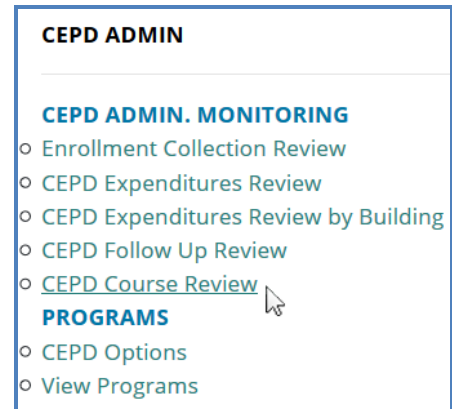 CEPD ADMIN
CEPD ADMIN. MONITORING
Enrollment Collection Review
CEPD Expenditures Review
CEPD Expenditures Review by Building
CEPD Follow Up Review
CEPD Course Review
PROGRAMS
CEPD Options
View Programs